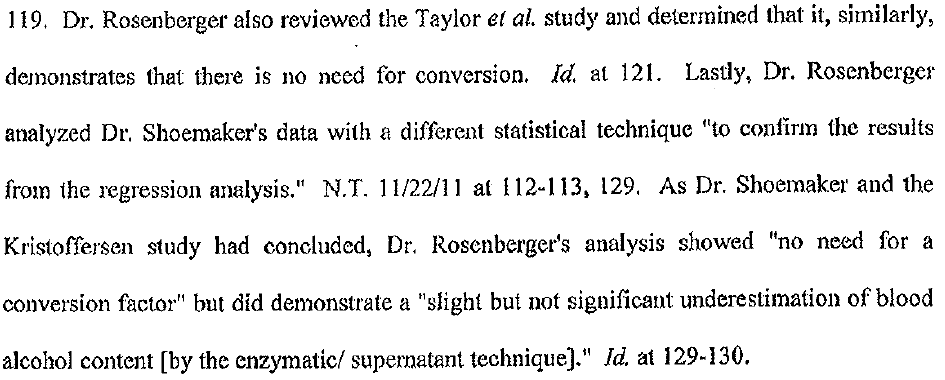 119. Dr. Rosenberger also reviewed the Taylor et al. study and determined that it, similarly,
demonstrates that there is no need for conversion. Id. at 121. Lastly, Dr. Rosenberger
analyzed Dr. Shoemaker's data with a different statistical technique "to confirm the results
from the regression analysis." N.T. 11/22/11 at 112-113, 129. As Dr. Shoemaker and the
Kristoffersen study had concluded, Dr. Rosenberger's analysis showed "no need for a
conversion factor" but did demonstrate a "slight but not significant underestimation of blood
alcohol content [by the enzymatic/ supernatant technique]." Id. at 129-130.